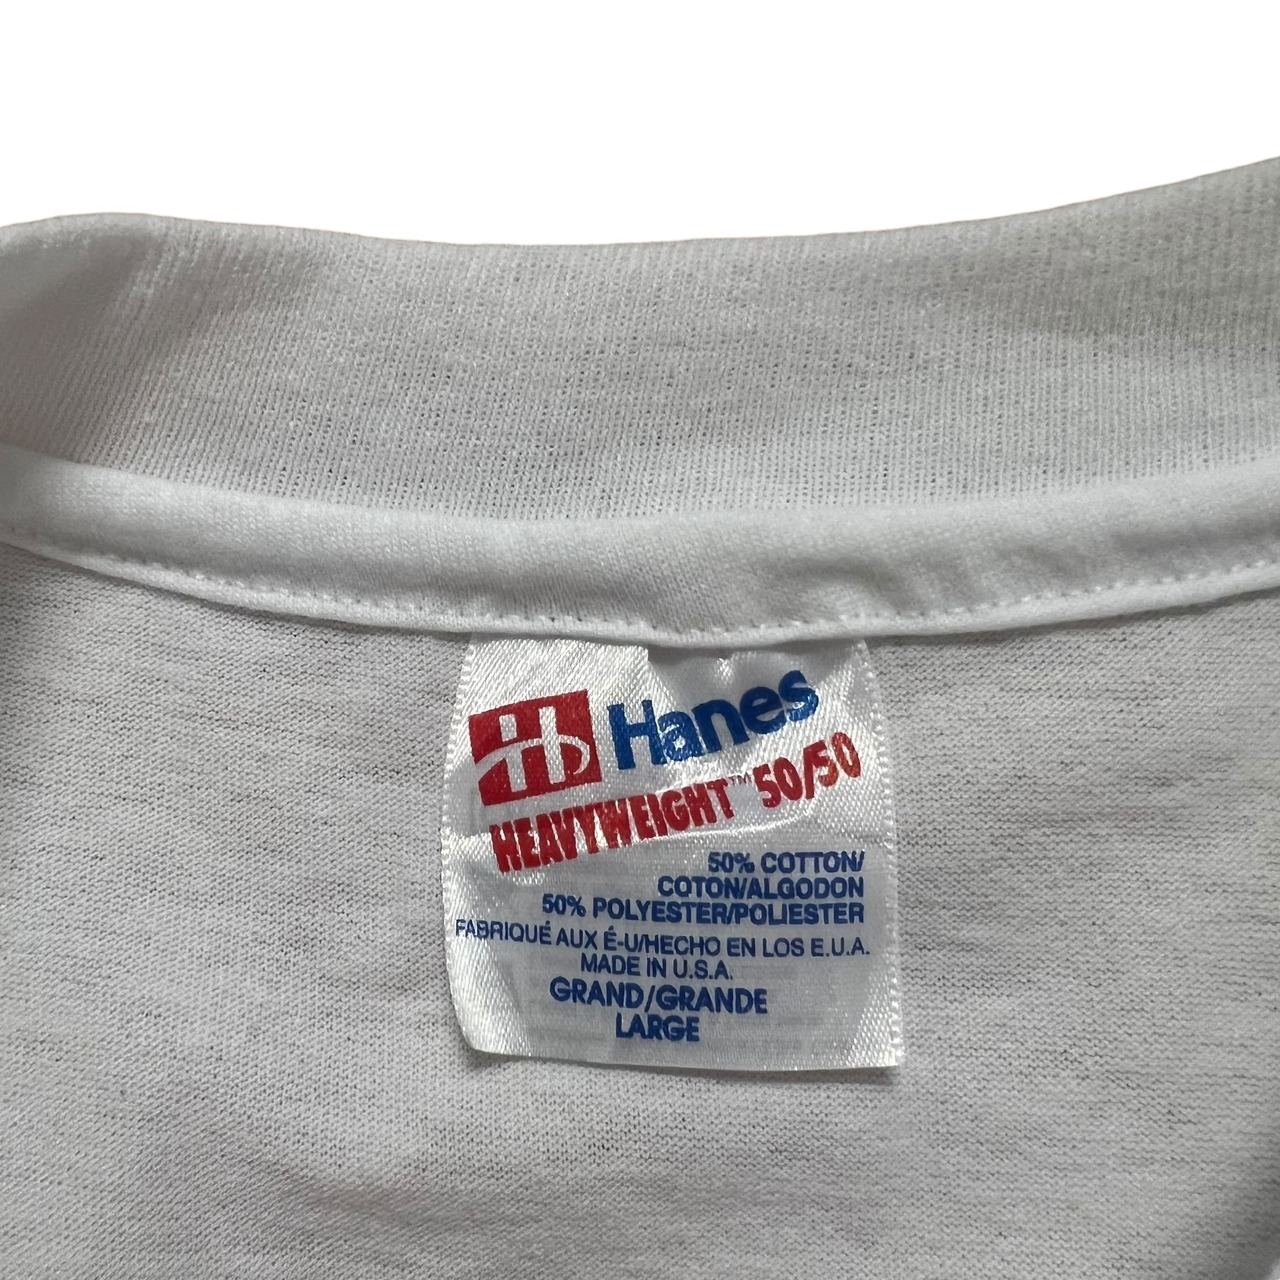 Hanes
HEAVYWEIGHT™ 50/50
50% COTTON/
COTON/ALGODON
50% POLYESTER/POLIESTER
FABRIQUÉ AUX É-U/HECHO EN LOS E.U.A.
MADE IN U.S.A.
GRAND/GRANDE
LARGE